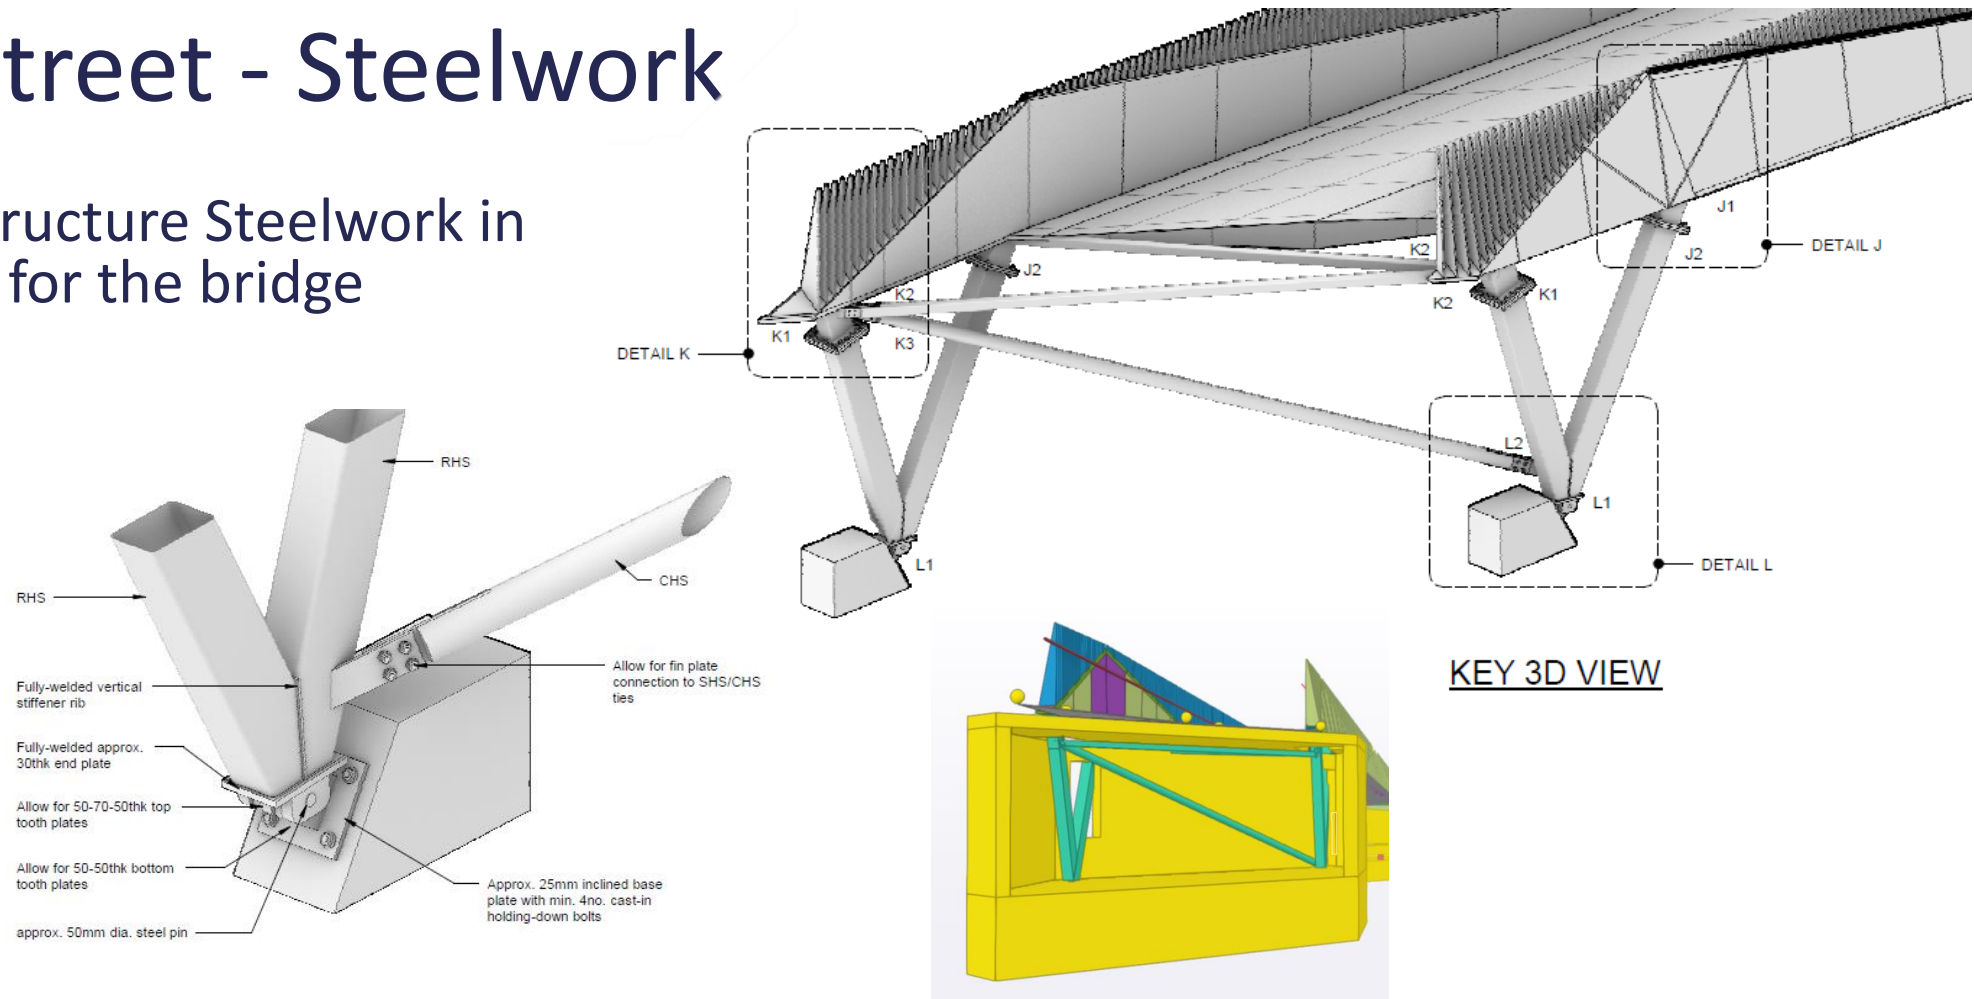 treet - Steelwork
ructure Steelwork in
for the bridge
DETAIL K
K1
K2
K3
J2
K2
K2
K1
J1
J2
DETAIL J
L2
L1
L1
DETAIL L
KEY 3D VIEW
RHS
RHS
CHS
Fully-welded vertical
stiffener rib
Fully-welded approx.
30thk end plate
Allow for 50-70-50thk top
tooth plates
Allow for 50-50thk bottom
tooth plates
approx. 50mm dia. steel pin
Allow for fin plate
connection to SHS/CHS
ties
Approx. 25mm inclined base
plate with min. 4no. cast-in
holding-down bolts